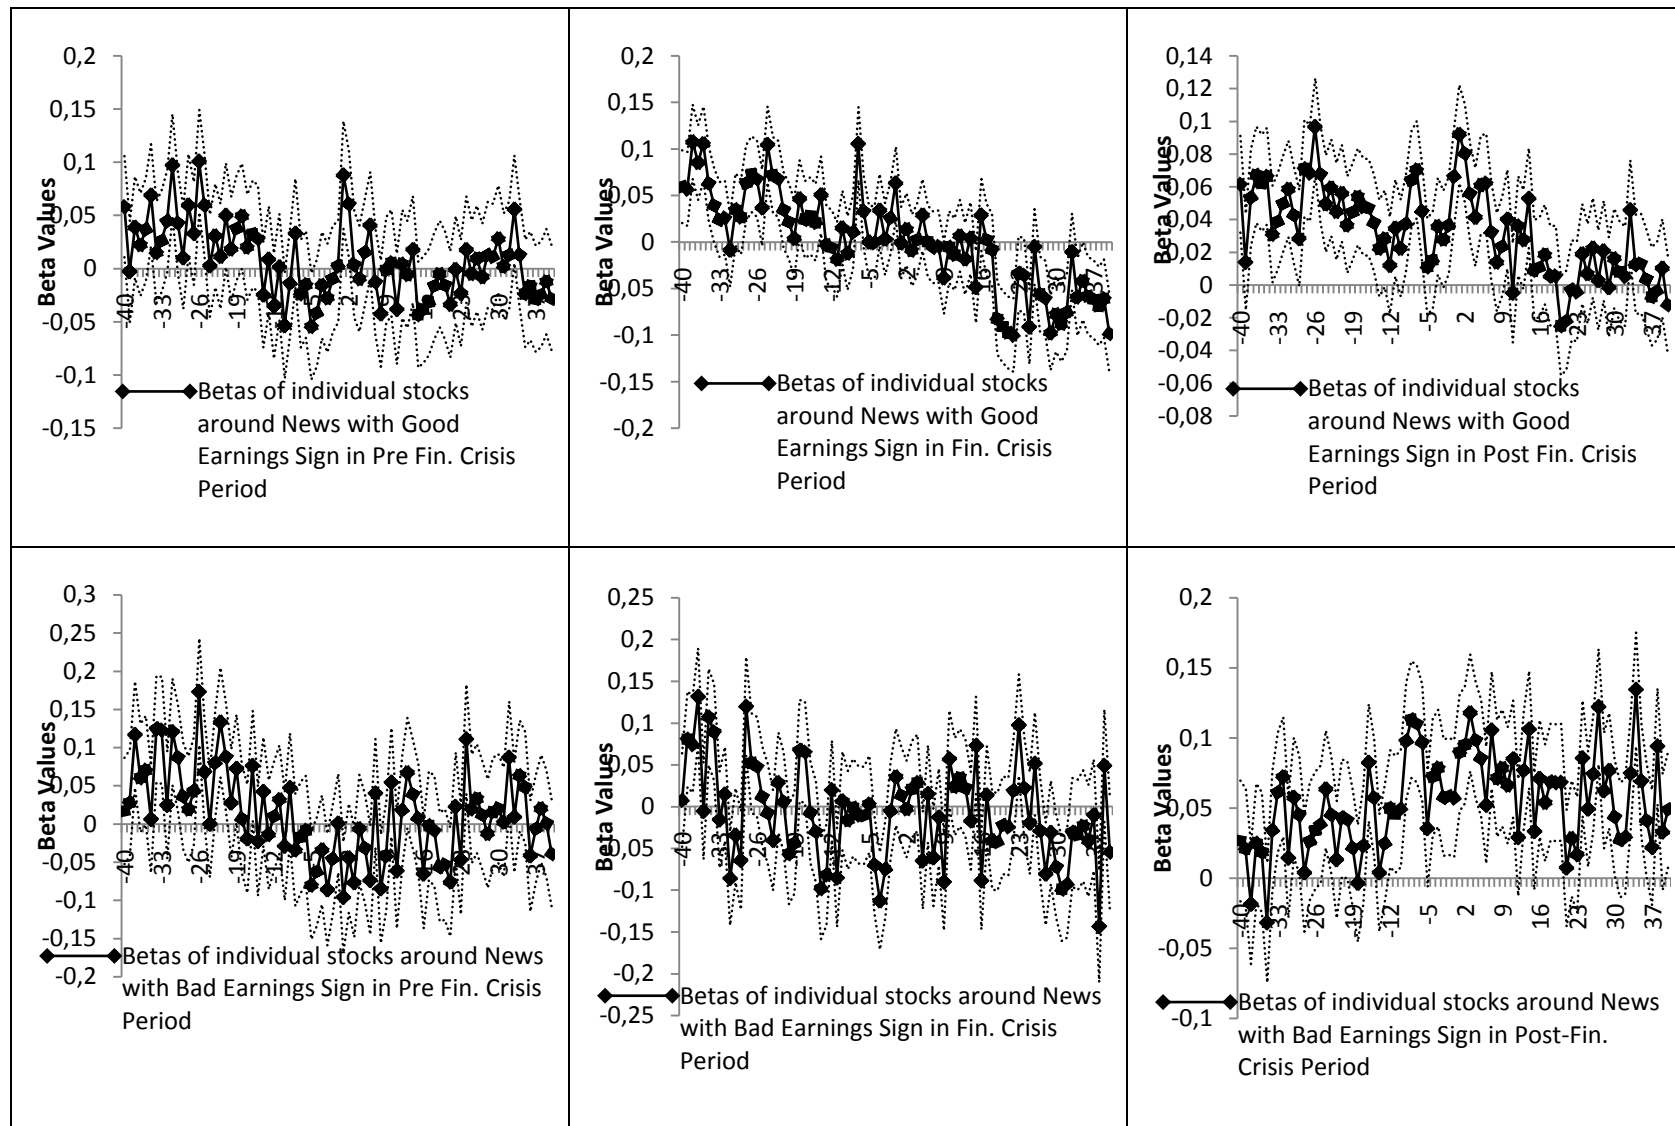 Beta Values
0,2
0,15
0,1
0,05
0
-0,05
-0,1
-0,15
-40 -33 -26 -19 2 9 23 30
Betas of individual stocks
around News with Good
Earnings Sign in Pre Fin. Crisis
Period
Beta Values
0,2
0,15
0,1
0,05
0
-0,05
-0,1
-0,15
-0,2
-40 -33 -26 -19 -12 -5 2 9 16 30 37
Betas of individual stocks
around News with Good
Earnings Sign in Fin. Crisis
Period
Beta Values
0,14
0,12
0,1
0,08
0,06
0,04
0,02
0
-0,02
-0,04
-0,06
-0,08
-40 -33 -26 -19 -12 -5 2 9 16 23 30 37
Betas of individual stocks
around News with Good
Earnings Sign in Post Fin. Crisis
Period
Beta Values
0,3
0,25
0,2
0,15
0,1
0,05
0
-0,05
-0,1
-0,15
-0,2
-40 -33 -26 -19 -12 16 30 37
Betas of individual stocks around News
with Bad Earnings Sign in Pre Fin. Crisis
Period
Beta Values
0,25
0,2
0,15
0,1
0,05
0
-0,05
-0,1
-0,15
-0,2
-0,25
-40 -33 -26 -19 -5 2 23 30
Betas of individual stocks around News
with Bad Earnings Sign in Fin. Crisis
Period
Beta Values
0,2
0,15
0,1
0,05
0
-0,05
-0,1
-40 -33 -26 -19 -12 -5 2 9 16 23 30 37
Betas of individual stocks around News
with Bad Earnings Sign in Post-Fin.
Crisis Period